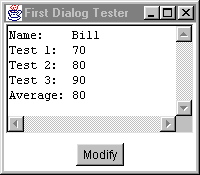 First Dialog Tester
Name: Bill
Test 1: 70
Test 2: 80
Test 3: 90
Average: 80
Modify